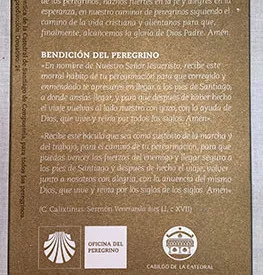 de los peregrinos, haznos fuertes en la fe y alegres en la
esperanza, en nuestro caminar de peregrinos siguiendo el
camino de la vida cristiana y aliéntanos para que,
finalmente, alcancemos la gloria de Dios Padre. Amén.
BENDICIÓN DEL PEREGRINO
«En nombre de Nuestro Señor Jesucristo, recibe este
morral hábito de tu peregrinación para que corregido y
enmendado te apresures en llegar, a los pies de Santiago,
a donde ansías llegar, y para que después de haber hecho
el viaje vuelvas al lado nuestro con gozo, con la ayuda de
Dios, que vive y reina por todos los siglos. Amén».
«Recibe este báculo que sea como sustento de la marcha y
del trabajo, para el camino de tu peregrinación, para que
puedas vencer las fuerzas del enemigo y llegar seguro a
los pies de Santiago y después de hecho el viaje, volver
junto a nosotros con alegría, con la anuencia del mismo
Dios, que vive y reina por los siglos de los siglos. Amén»
(C. Calixtinus: Sermón Veneranda dies (I, c XVII)
OFICINA DEL
PEREGRINO
CABILDO DE LA CATEDRAL